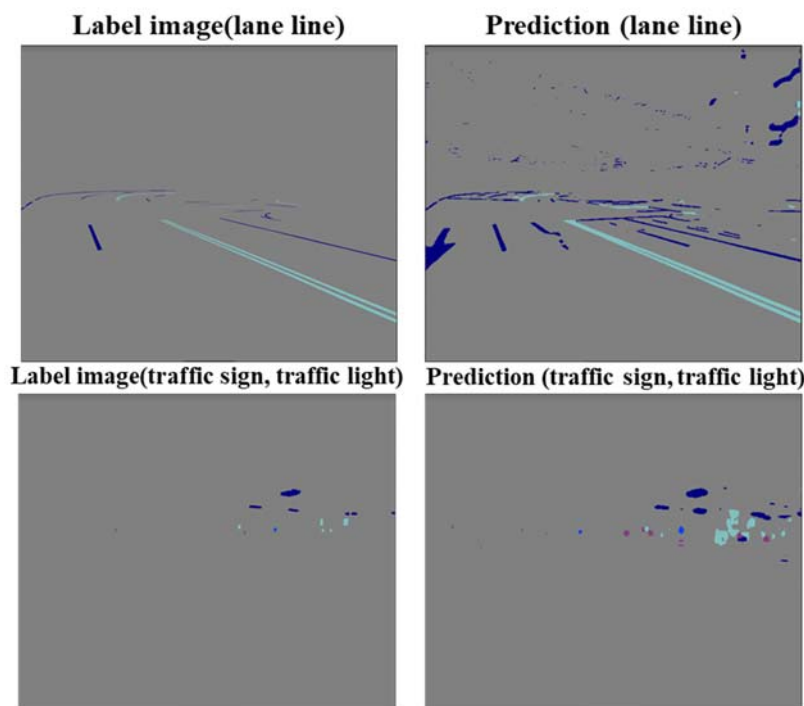 Label image(lane line)
Prediction (lane line)
Label image(traffic sign, traffic light)
Prediction (traffic sign, traffic light)